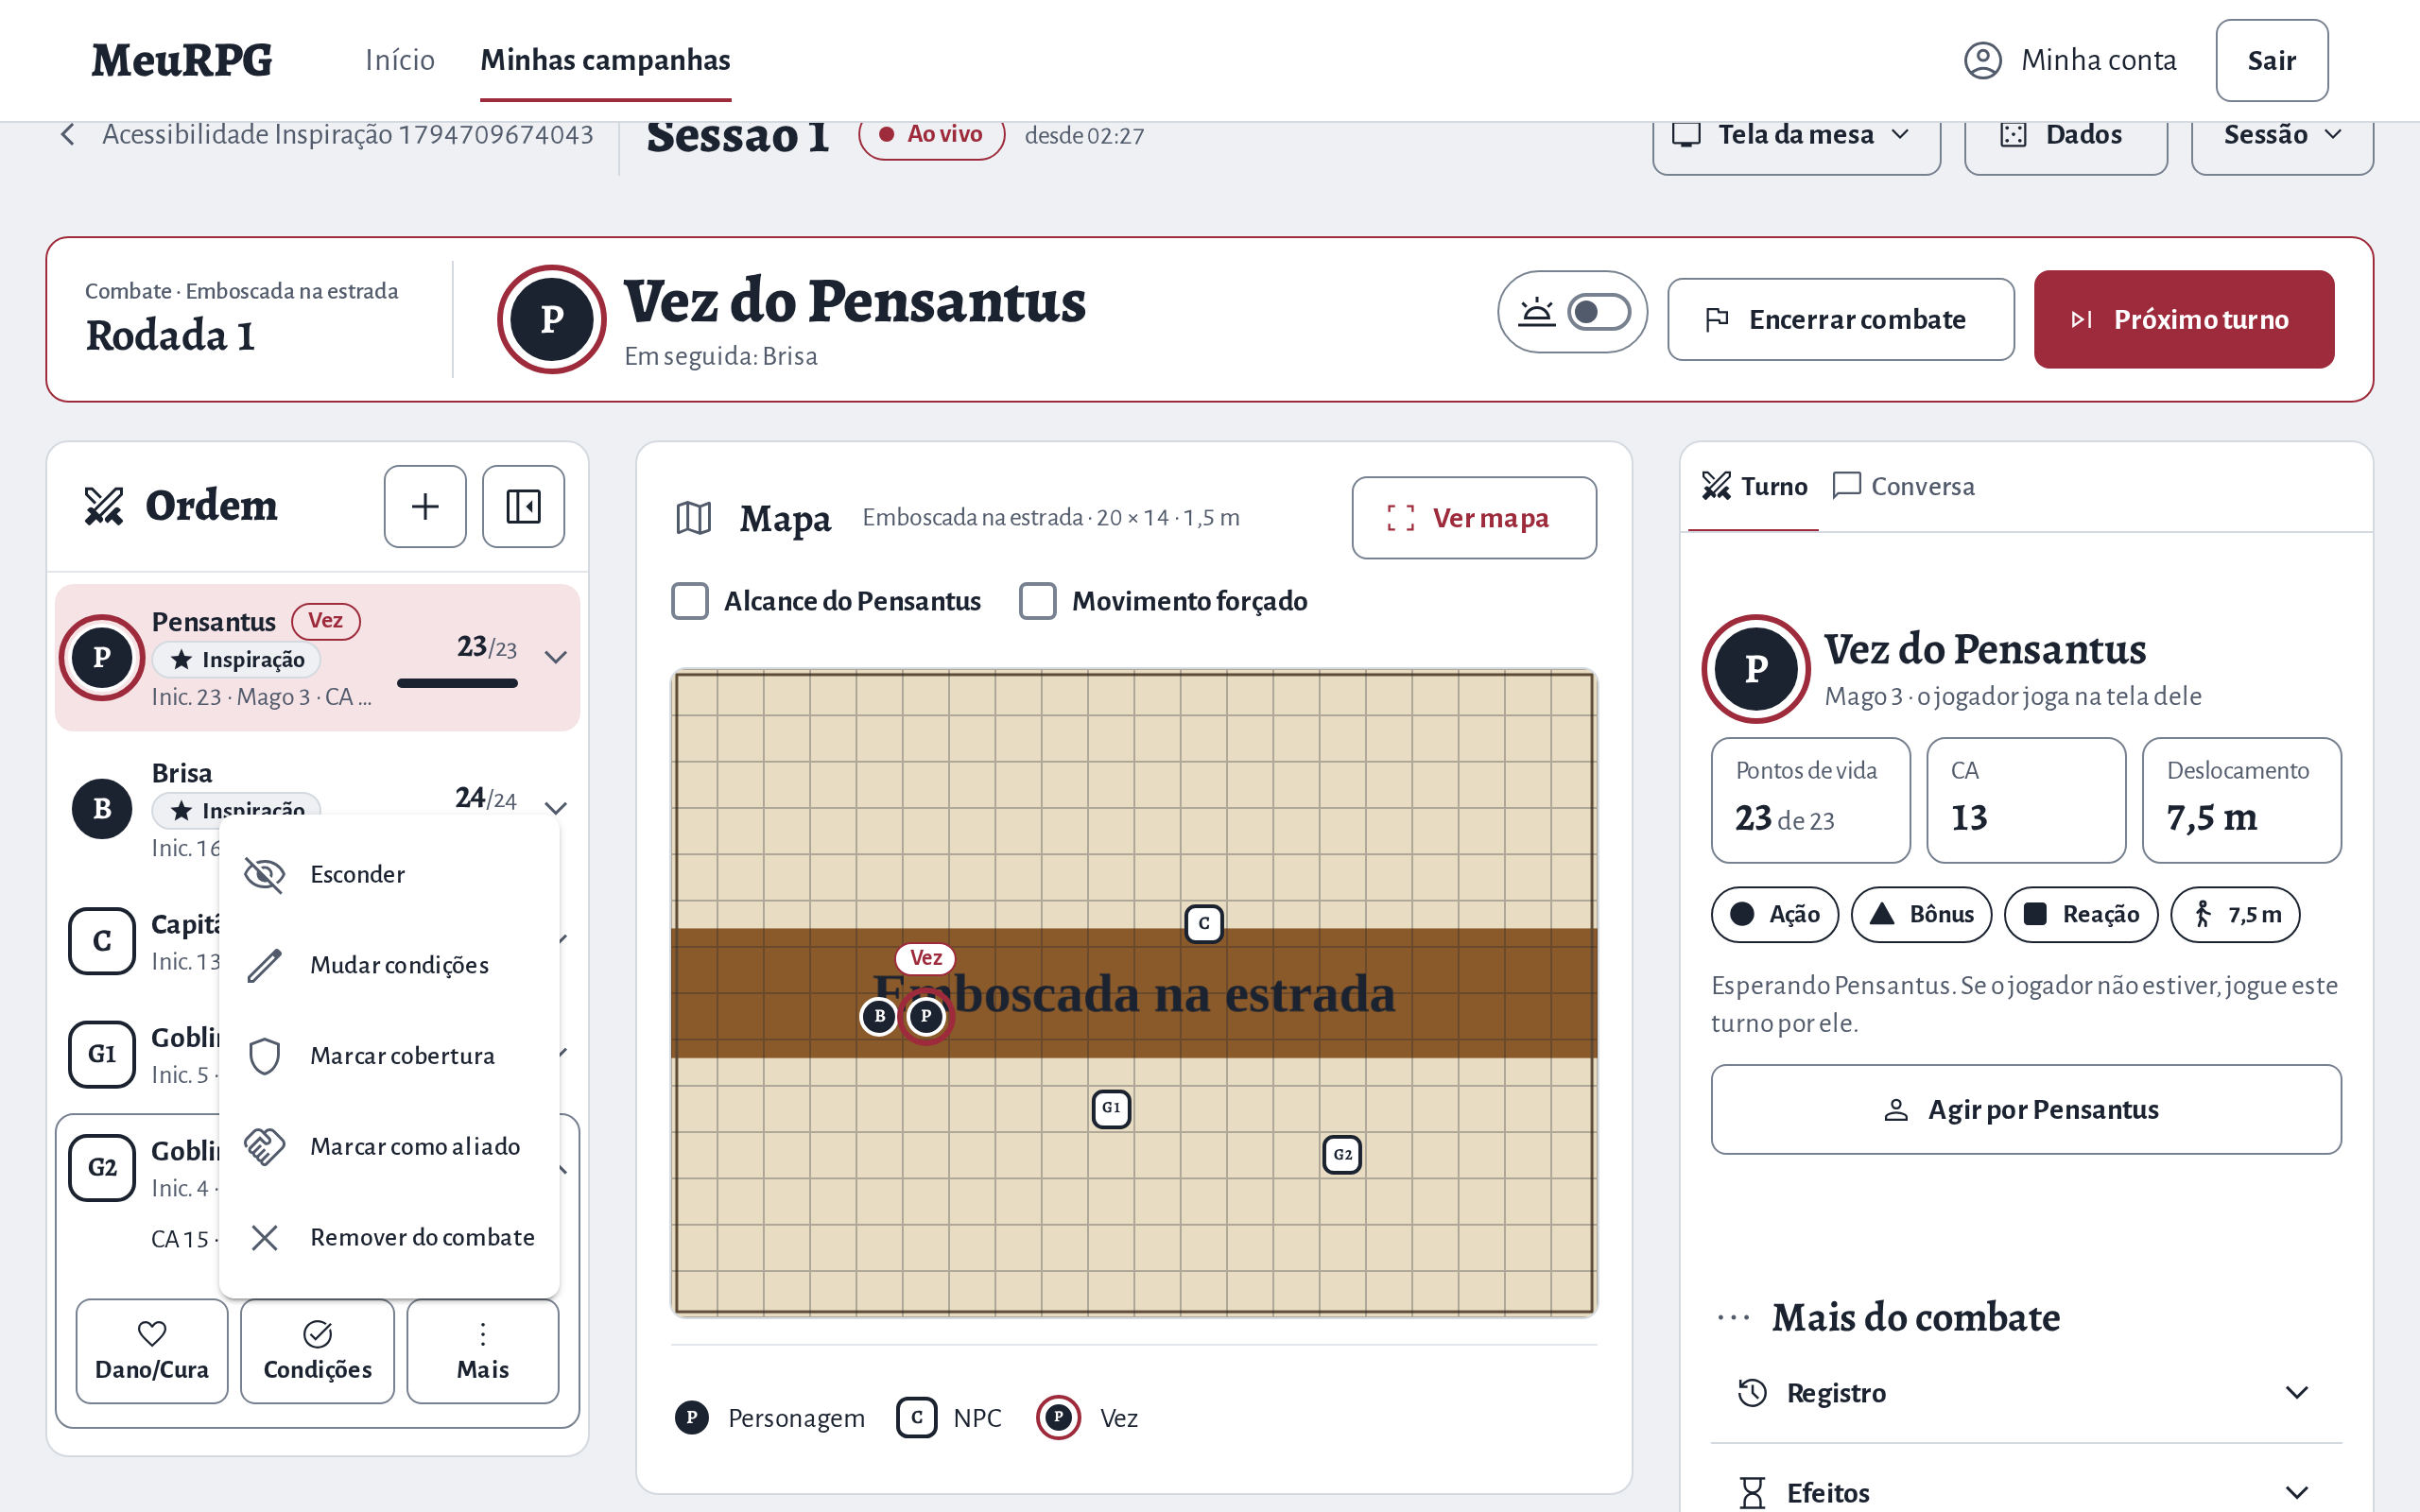 MeuRPG
Início
Minhas campanhas
Minha conta
Sair
Acessibilidade Inspiração 1794709674043
Sessão 1
Ao vivo
desde 02:27
Tela da mesa
Dados
Sessão
Combate · Emboscada na estrada
Rodada 1
P
Vez do Pensantus
Em seguida: Brisa
Encerrar combate
Próximo turno
Ordem
P
Pensantus
Vez
Inspiração
Inic. 23 · Mago 3 · CA ...
23/23
B
Brisa
Inspiração
Inic. 16
24/24
C
Inic. 13
G1
Inic. 5 ·
G2
Inic. 4 ·
CA 15 ·
Esconder
Mudar condições
Marcar cobertura
Marcar como aliado
Remover do combate
Dano/Cura
Condições
Mais
Mapa
Emboscada na estrada · 20 × 14 · 1,5 m
Ver mapa
Alcance do Pensantus
Movimento forçado
C
Vez
Emboscada na estrada
B
P
G1
G2
P
Personagem
C
NPC
P
Vez
Turno
Conversa
P
Vez do Pensantus
Mago 3 · o jogador joga na tela dele
Pontos de vida
23 de 23
CA
13
Deslocamento
7,5 m
Ação
Bônus
Reação
7,5 m
Esperando Pensantus. Se o jogador não estiver, jogue este
turno por ele.
Agir por Pensantus
Mais do combate
Registro
Efeitos